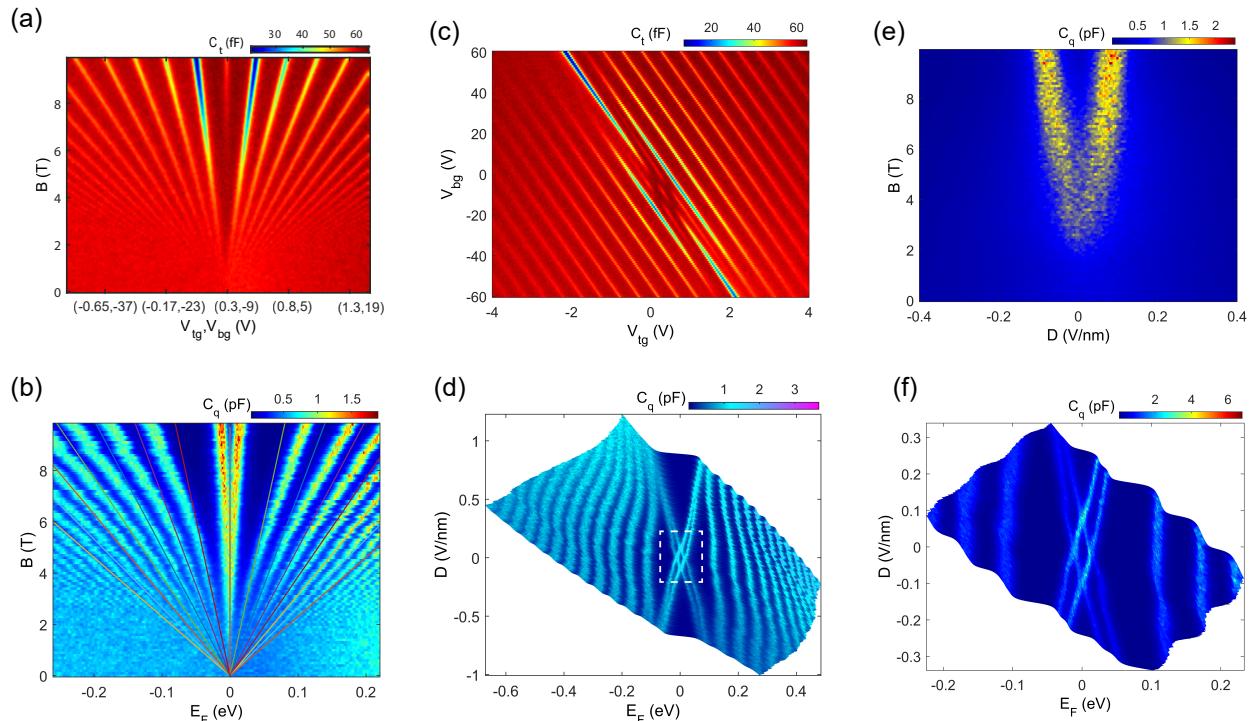 (a)
C_t (fF)
30 40 50 60
B (T)
8
6
4
2
0
(-0.65,-37) (-0.17,-23) (0.3,-9) (0.8,5) (1.3,19)
V_tg,V_bg (V)
(c)
C_t (fF)
20 40 60
V_bg (V)
60
40
20
0
-20
-40
-60
-4 -2 0 2 4
V_tg (V)
(e)
C_q (pF)
0.5 1 1.5 2
B (T)
8
6
4
2
0
-0.4 -0.2 0 0.2 0.4
D (V/nm)
(b)
C_q (pF)
0.5 1 1.5
B (T)
8
6
4
2
0
-0.2 -0.1 0 0.1 0.2
E_F (eV)
(d)
C_q (pF)
1 2 3
D (V/nm)
1
0.5
0
-0.5
-1
-0.6 -0.4 -0.2 0 0.2 0.4
E_F (eV)
(f)
C_q (pF)
2 4 6
D (V/nm)
0.3
0.2
0.1
0
-0.1
-0.2
-0.3
-0.2 -0.1 0 0.1 0.2
E_F (eV)